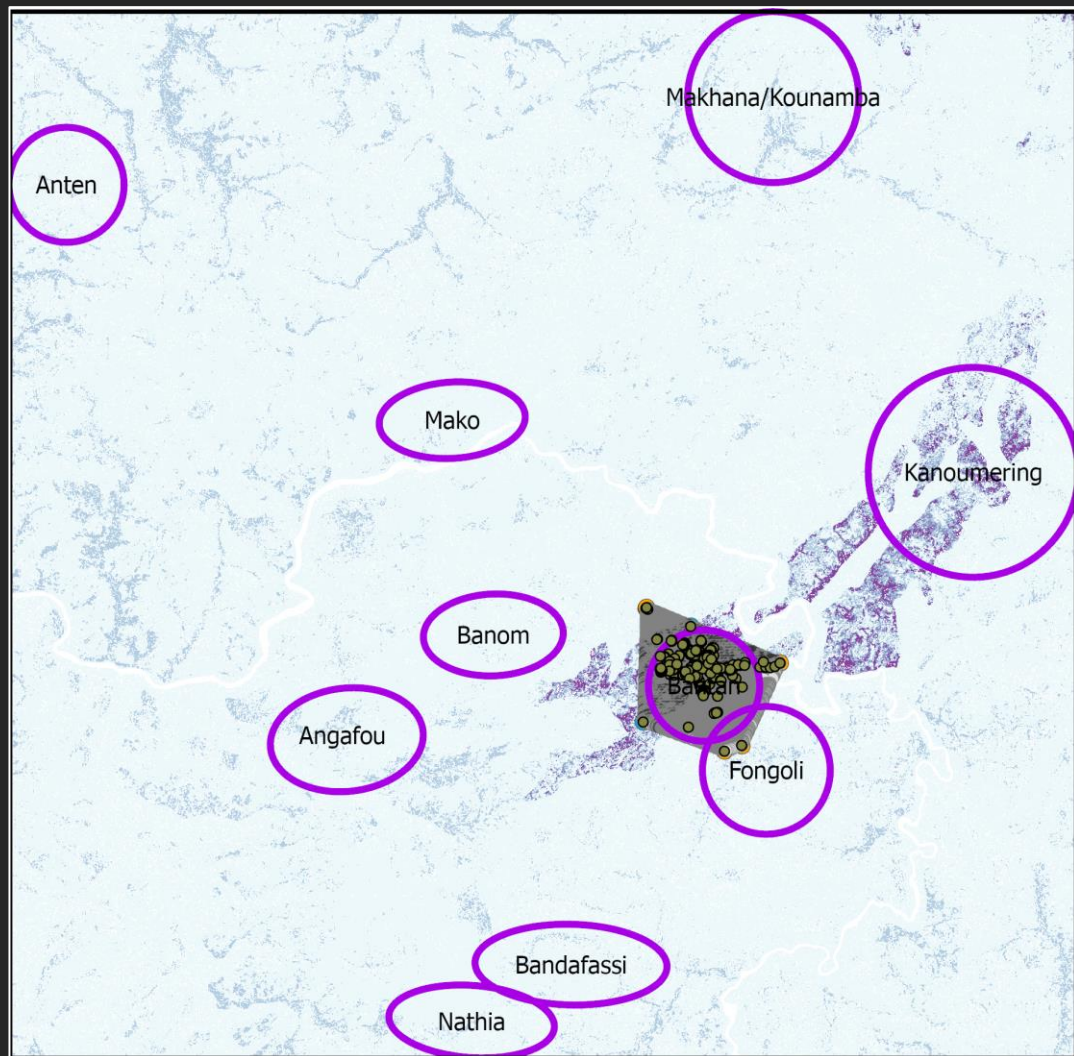 Makhana/Kounamba
Anten
Mako
Kanoumering
Banom
Angafou
Fongoli
Bandafassi
Nathia